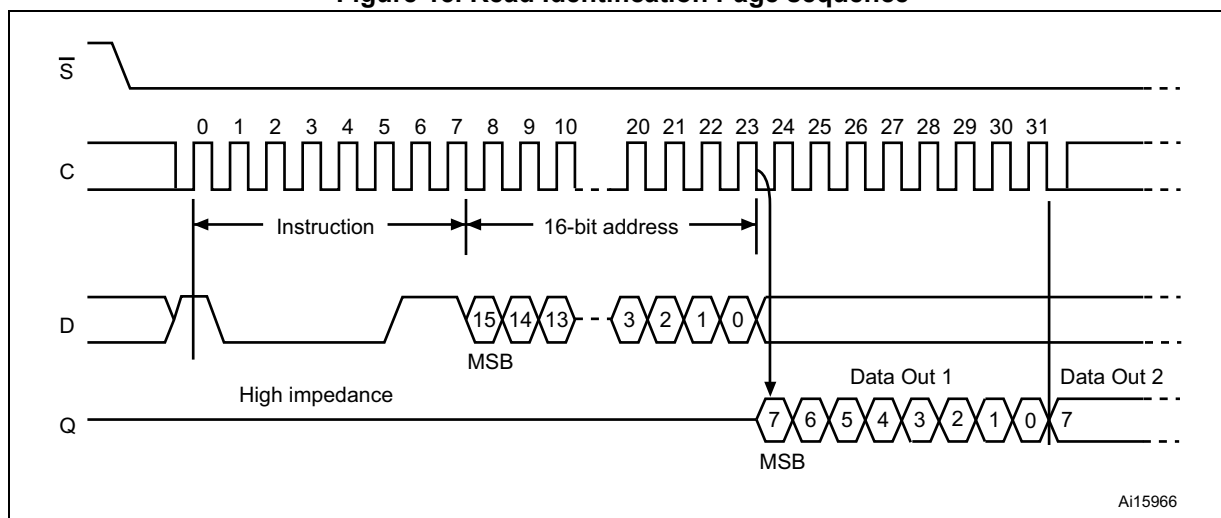 Figure 16. Read Identification Page sequence
S
0 1 2 3 4 5 6 7 8 9 10 20 21 22 23 24 25 26 27 28 29 30 31
C
Instruction 16-bit address
D 15 14 13 3 2 1 0
MSB
High impedance Data Out 1 Data Out 2
Q 7 6 5 4 3 2 1 0 7
MSB
Ai15966